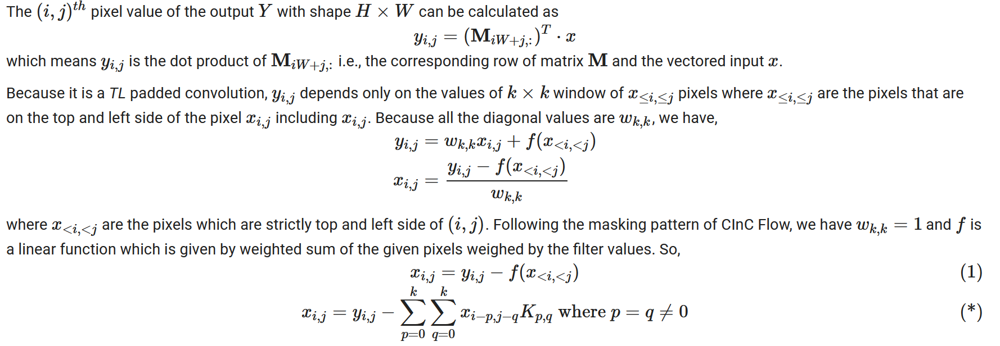 The $(i, j)^{th}$ pixel value of the output $Y$ with shape $H \times W$ can be calculated as
$y_{i,j} = (\mathbf{M}_{iW+j,:})^T \cdot x$
which means $y_{i,j}$ is the dot product of $\mathbf{M}_{iW+j,:}$ i.e., the corresponding row of matrix $\mathbf{M}$ and the vectored input $x$.
Because it is a TL padded convolution, $y_{i,j}$ depends only on the values of $k \times k$ window of $x_{\leq i, \leq j}$ pixels where $x_{\leq i, \leq j}$ are the pixels that are
on the top and left side of the pixel $x_{i,j}$ including $x_{i,j}$. Because all the diagonal values are $w_{k,k}$, we have,
$y_{i,j} = w_{k,k} x_{i,j} + f(x_{<i,<j})$
$x_{i,j} = \frac{y_{i,j} - f(x_{<i,<j})}{w_{k,k}}$
where $x_{<i,<j}$ are the pixels which are strictly top and left side of $(i, j)$. Following the masking pattern of CInC Flow, we have $w_{k,k} = 1$ and $f$ is
a linear function which is given by weighted sum of the given pixels weighed by the filter values. So,
$x_{i,j} = y_{i,j} - f(x_{<i,<j})$ (1)
$x_{i,j} = y_{i,j} - \sum_{p=0}^{k} \sum_{q=0}^{k} x_{i-p,j-q} K_{p,q}$ where $p = q \neq 0$ (*)